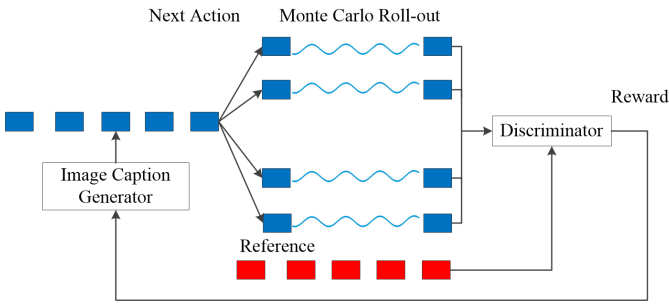 Next Action
Monte Carlo Roll-out
Reward
Discriminator
Image Caption
Generator
Reference